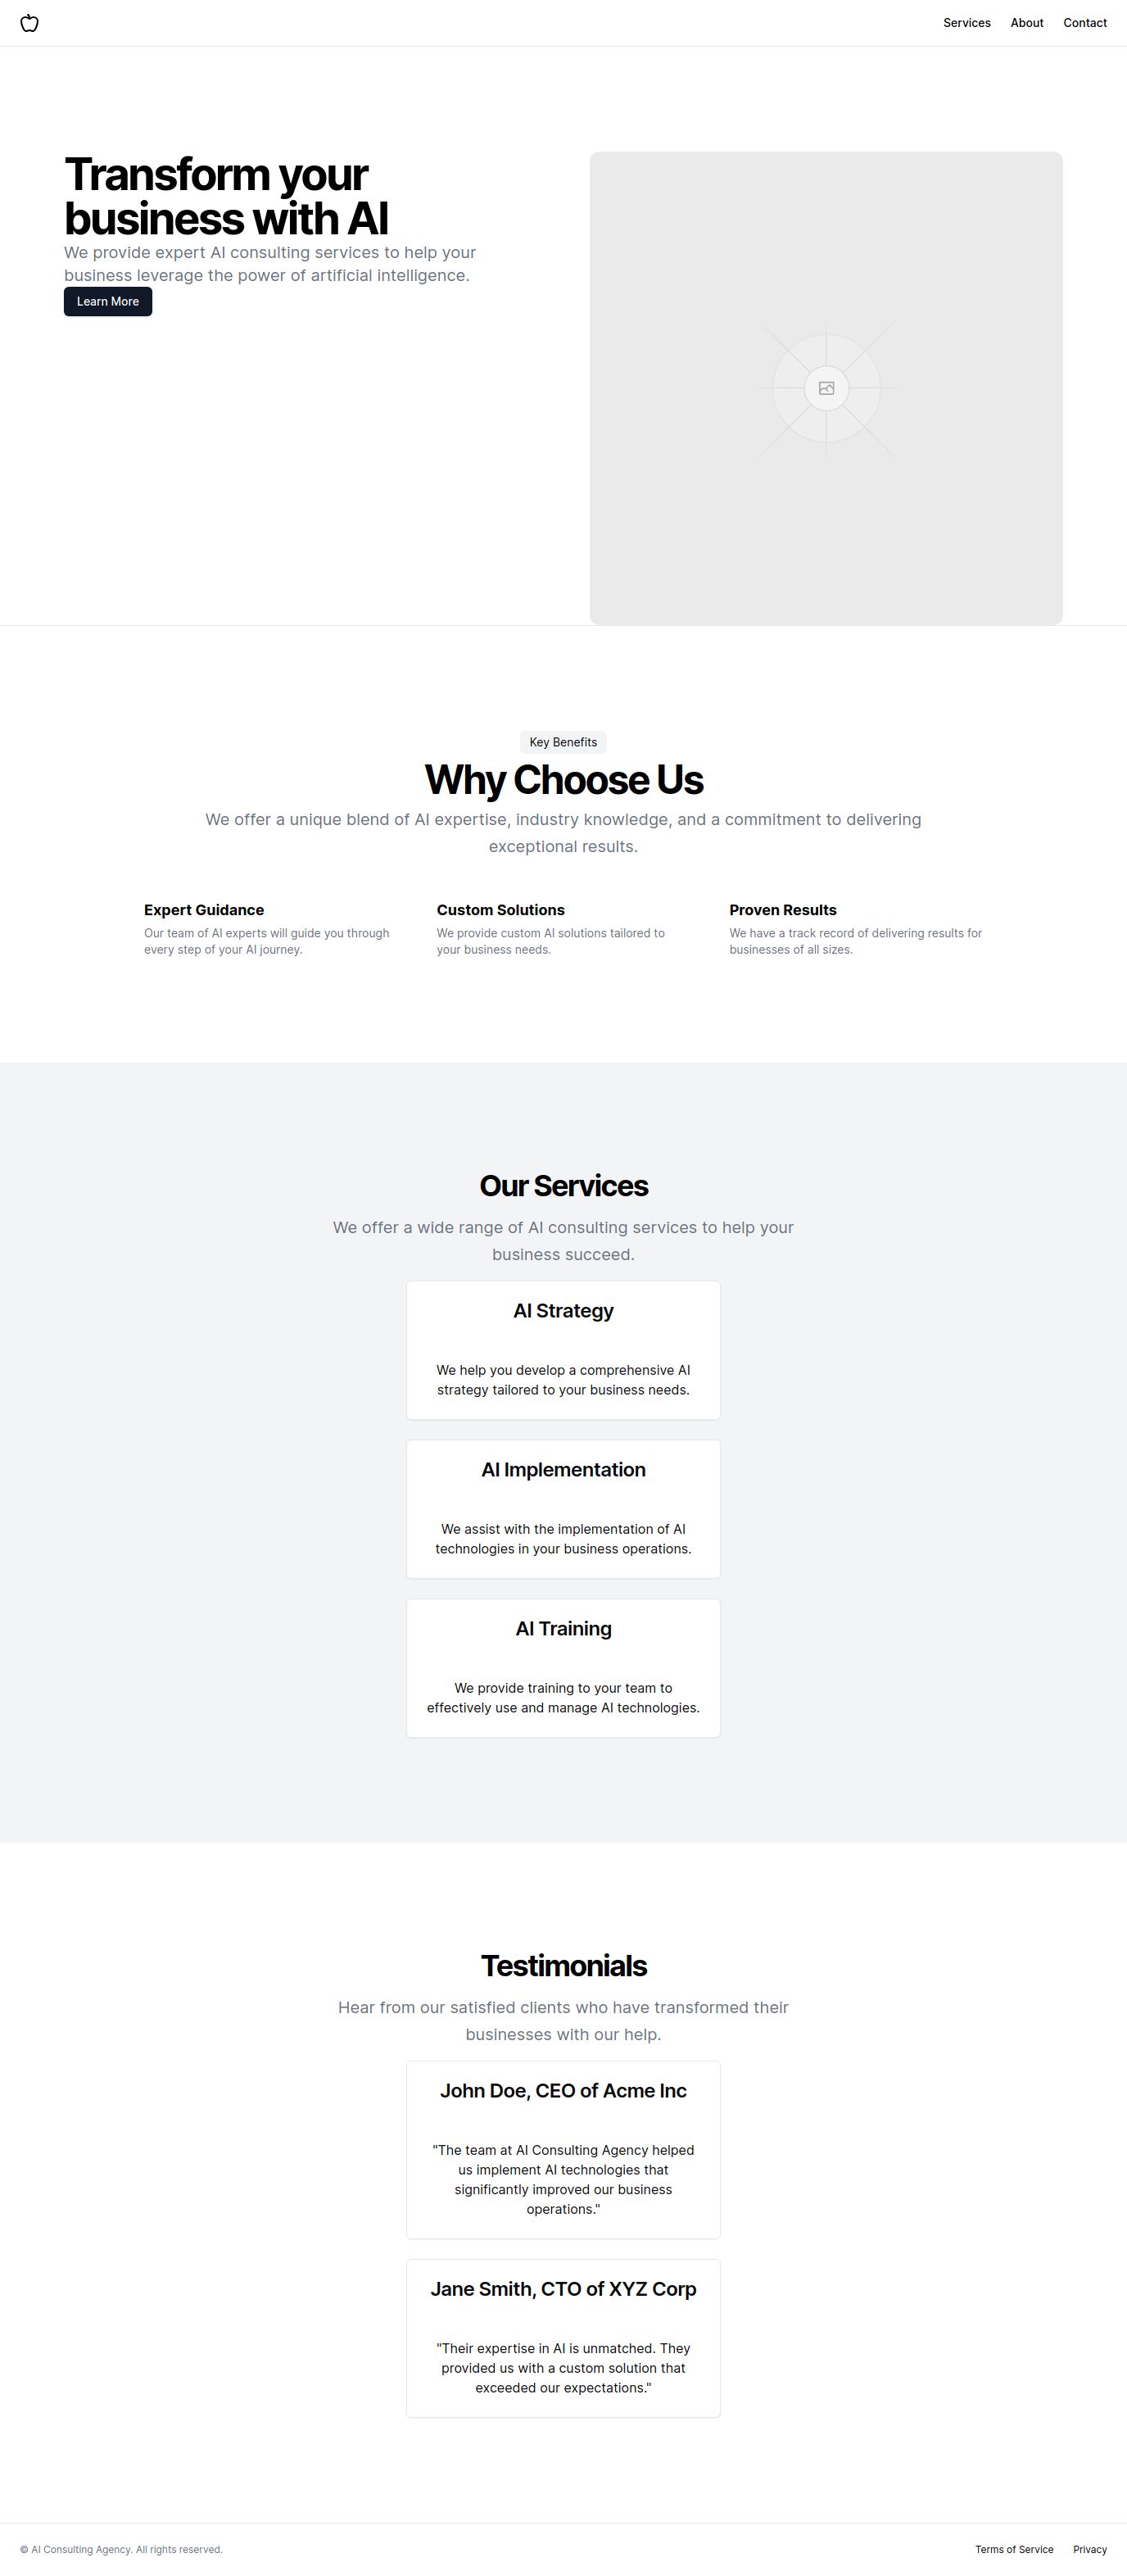 Services About Contact
Transform your
business with AI
We provide expert AI consulting services to help your
business leverage the power of artificial intelligence.
Learn More
Key Benefits
Why Choose Us
We offer a unique blend of AI expertise, industry knowledge, and a commitment to delivering
exceptional results.
Expert Guidance
Our team of AI experts will guide you through
every step of your AI journey.
Custom Solutions
We provide custom AI solutions tailored to
your business needs.
Proven Results
We have a track record of delivering results for
businesses of all sizes.
Our Services
We offer a wide range of AI consulting services to help your
business succeed.
AI Strategy
We help you develop a comprehensive AI
strategy tailored to your business needs.
AI Implementation
We assist with the implementation of AI
technologies in your business operations.
AI Training
We provide training to your team to
effectively use and manage AI technologies.
Testimonials
Hear from our satisfied clients who have transformed their
businesses with our help.
John Doe, CEO of Acme Inc
"The team at AI Consulting Agency helped
us implement AI technologies that
significantly improved our business
operations."
Jane Smith, CTO of XYZ Corp
"Their expertise in AI is unmatched. They
provided us with a custom solution that
exceeded our expectations."
© AI Consulting Agency. All rights reserved.
Terms of Service Privacy